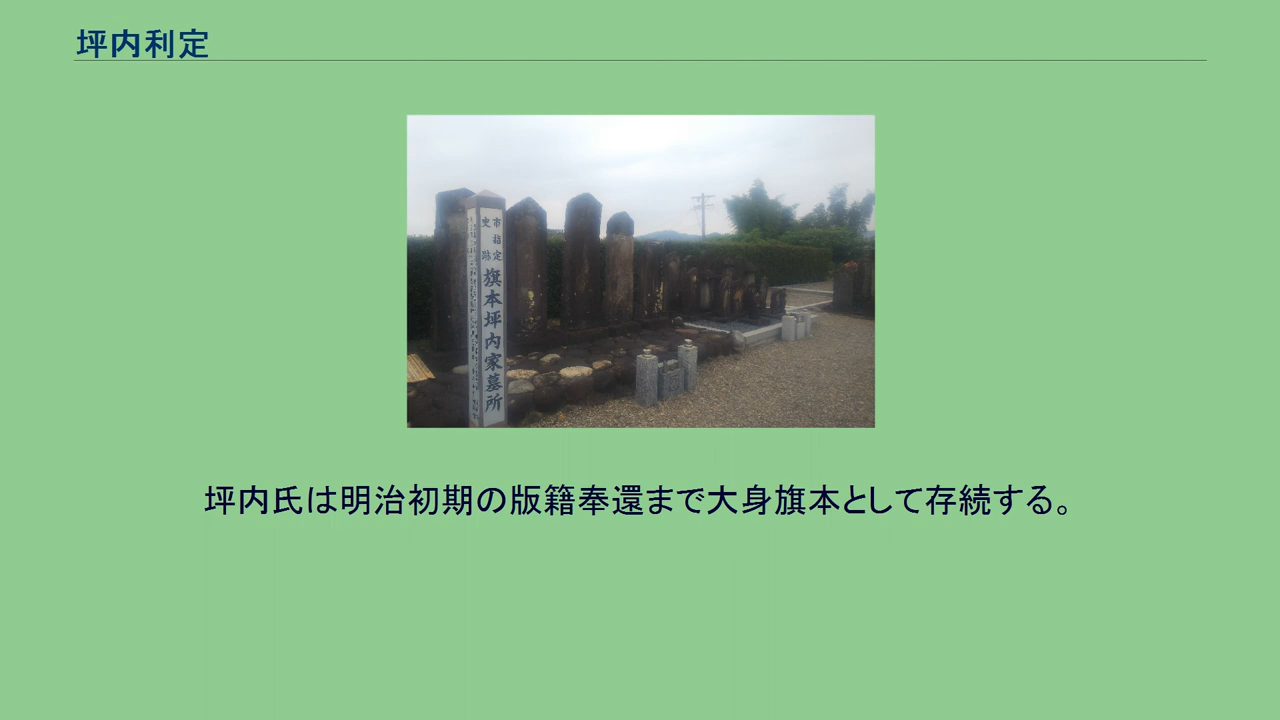 坪内利定
市指定
史跡
旗本坪内家墓所
坪内氏は明治初期の版籍奉還まで大身旗本として存続する。